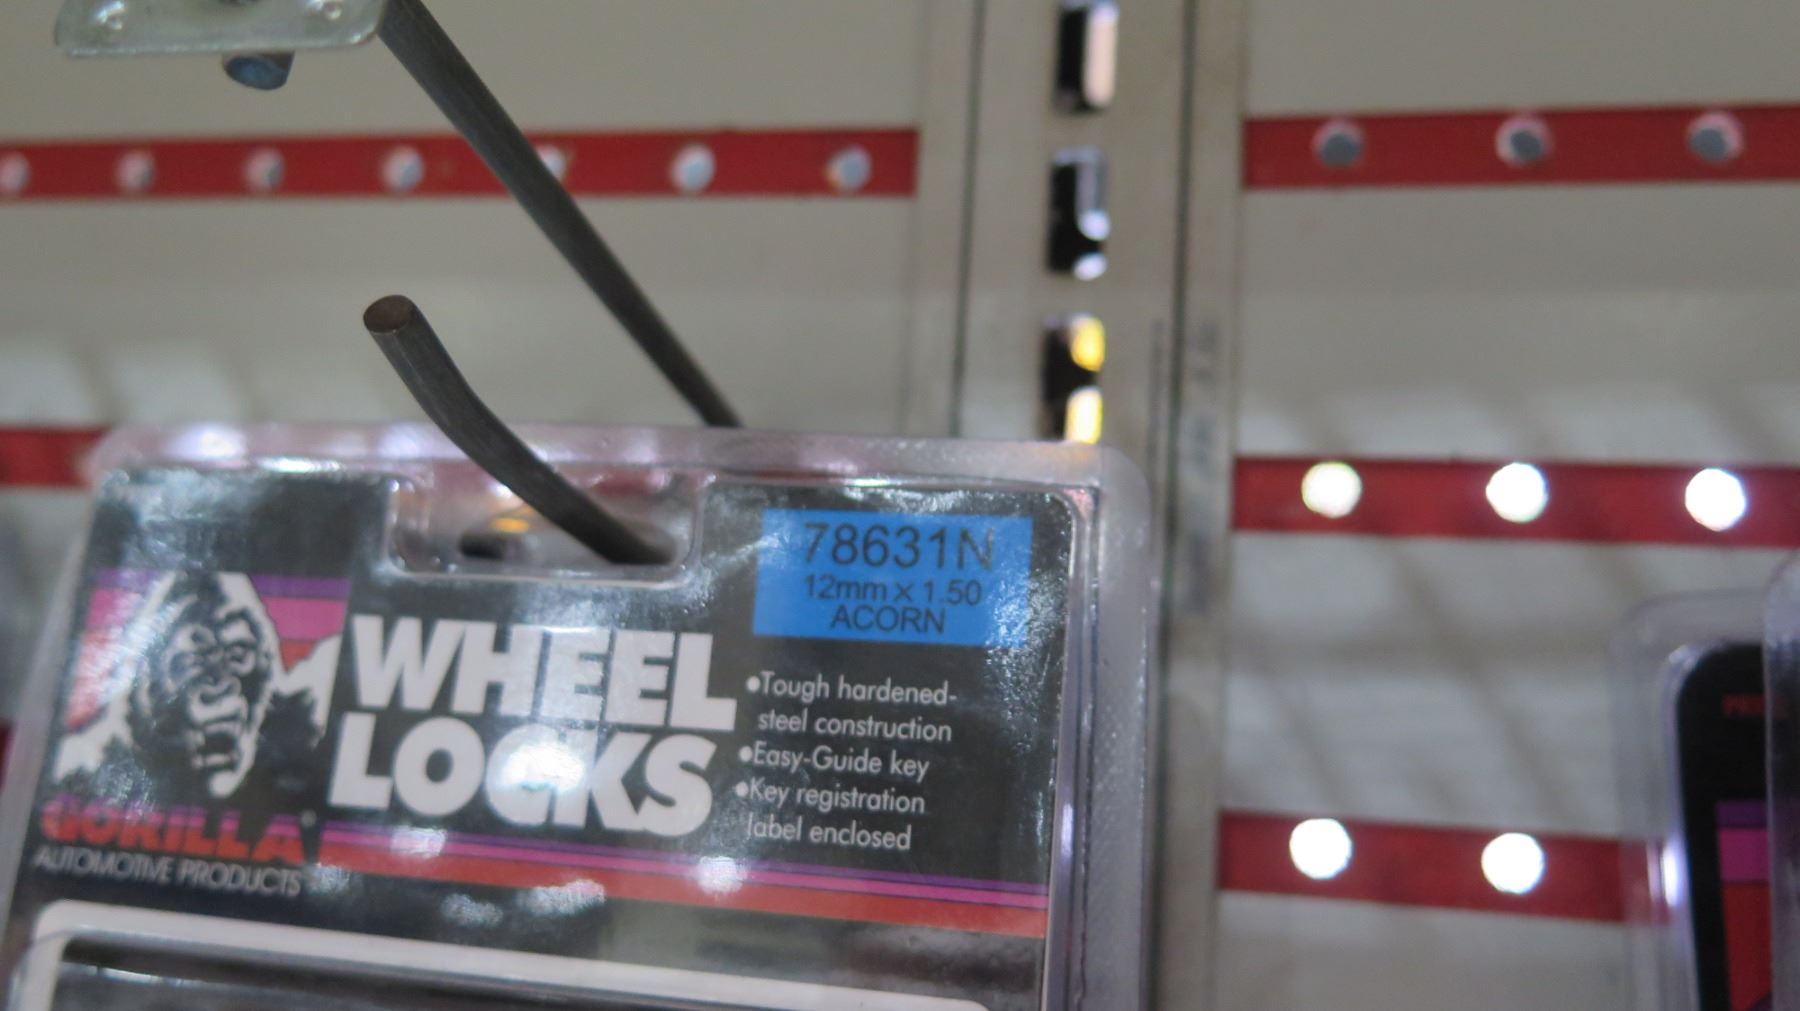 78631N
12mm x 1.50
ACORN
WHEEL
LOCKS
•Tough hardened-
steel construction
•Easy-Guide key
•Key registration
label enclosed
GORILLA
AUTOMOTIVE PRODUCTS